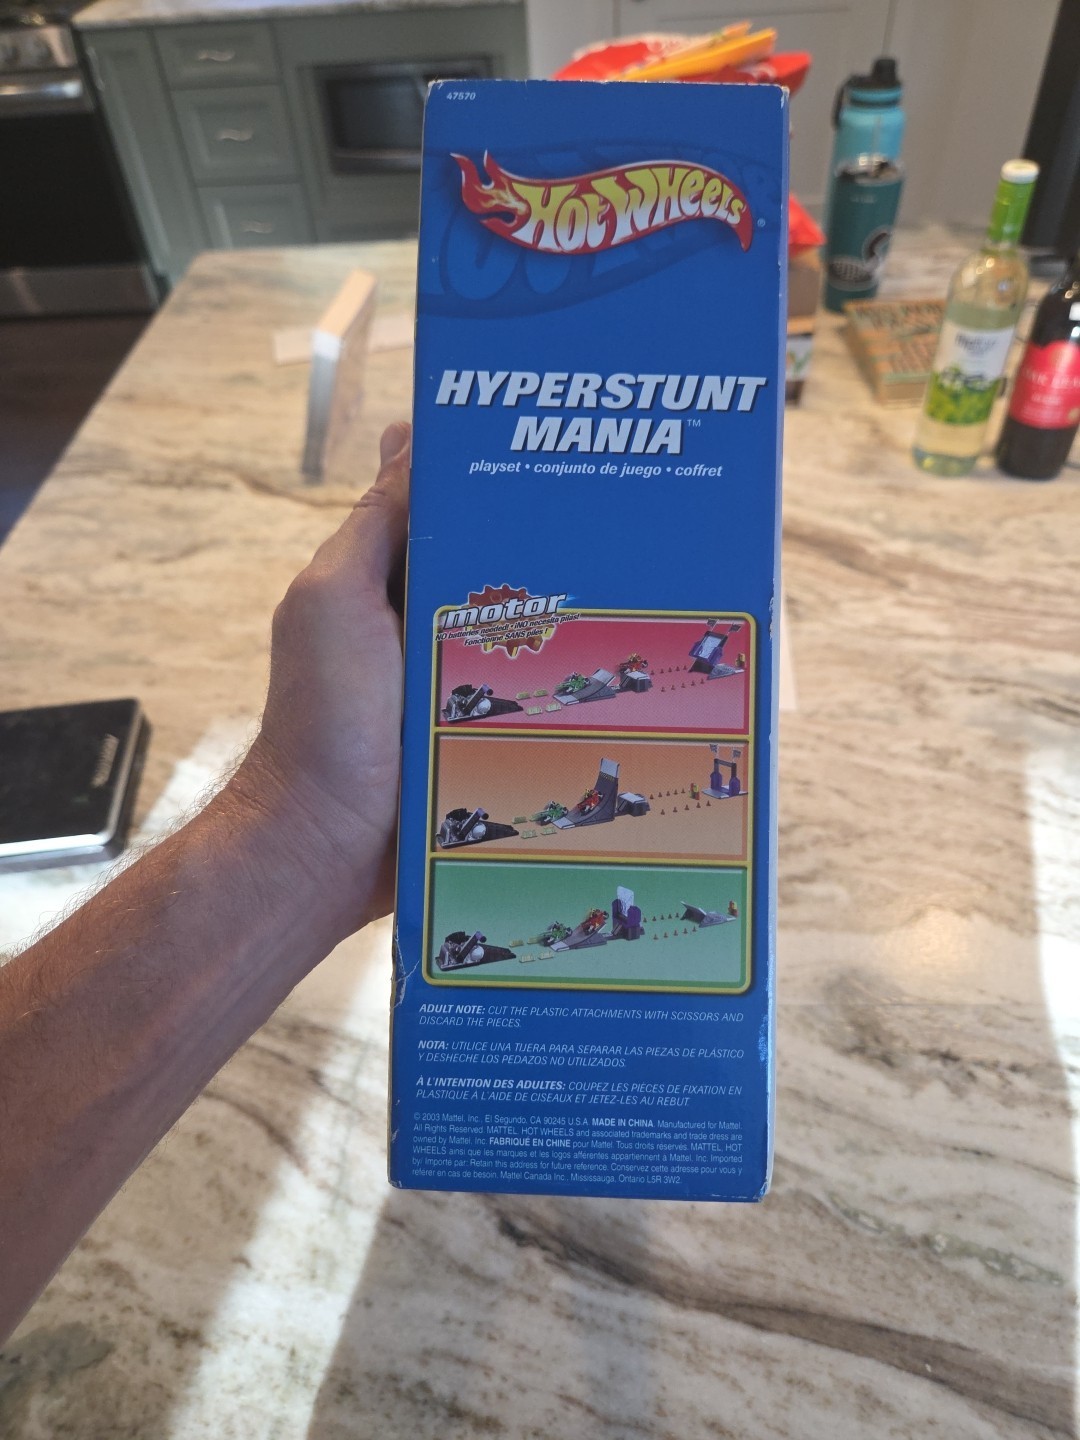 47570
HOT WHEELS®
HYPERSTUNT
MANIA™
playset • conjunto de juego • coffret
motor
NO batteries needed! • ¡NO necesita pilas!
Fonctionne SANS piles !
ADULT NOTE: CUT THE PLASTIC ATTACHMENTS WITH SCISSORS AND
DISCARD THE PIECES.
NOTA: UTILICE UNA TIJERA PARA SEPARAR LAS PIEZAS DE PLÁSTICO
Y DESHECHE LOS PEDAZOS NO UTILIZADOS.
À L'INTENTION DES ADULTES: COUPEZ LES PIÈCES DE FIXATION EN
PLASTIQUE À L'AIDE DE CISEAUX ET JETEZ-LES AU REBUT
© 2003 Mattel, Inc., El Segundo, CA 90245 U.S.A. MADE IN CHINA. Manufactured for Mattel.
All Rights Reserved. MATTEL, HOT WHEELS and associated trademarks and trade dress are
owned by Mattel, Inc. FABRIQUÉ EN CHINE pour Mattel. Tous droits réservés. MATTEL, HOT
WHEELS ainsi que les marques et les logos afférentes appartiennent à Mattel, Inc. Imported
by/ Importé par: Retain this address for future reference. Conservez cette adresse pour vous y
référer en cas de besoin. Mattel Canada Inc., Mississauga, Ontario L5R 3W2.